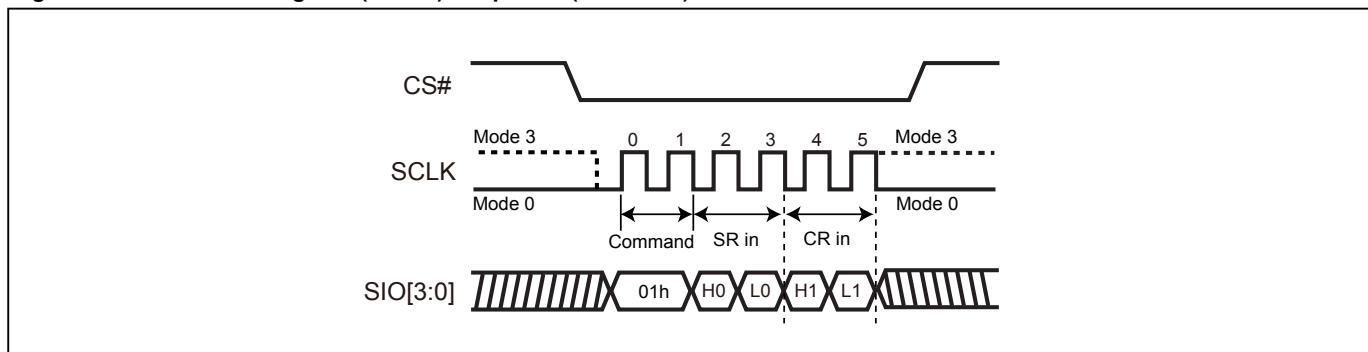 CS#
Mode 3 0 1 2 3 4 5 Mode 3
SCLK
Mode 0 Mode 0
Command SR in CR in
SIO[3:0] 01h H0 L0 H1 L1